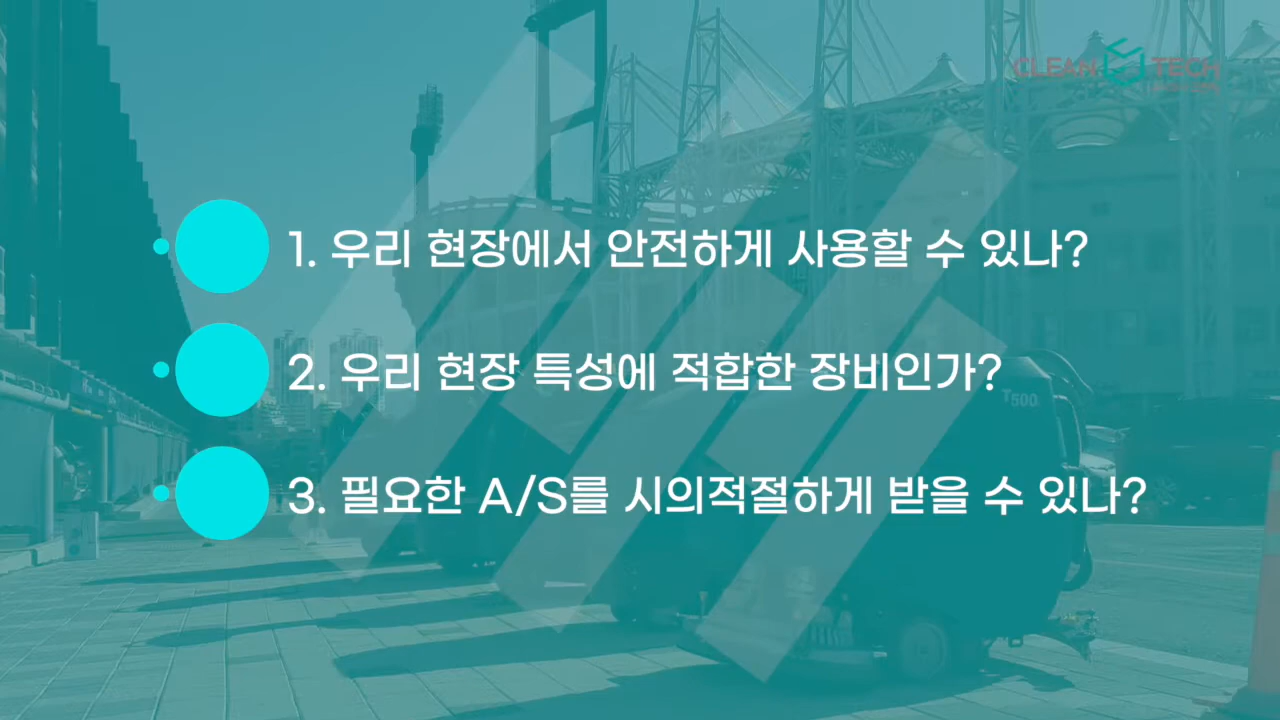 CLEAN TECH
1. 우리 현장에서 안전하게 사용할 수 있나?
2. 우리 현장 특성에 적합한 장비인가?
T500
3. 필요한 A/S를 시의적절하게 받을 수 있나?